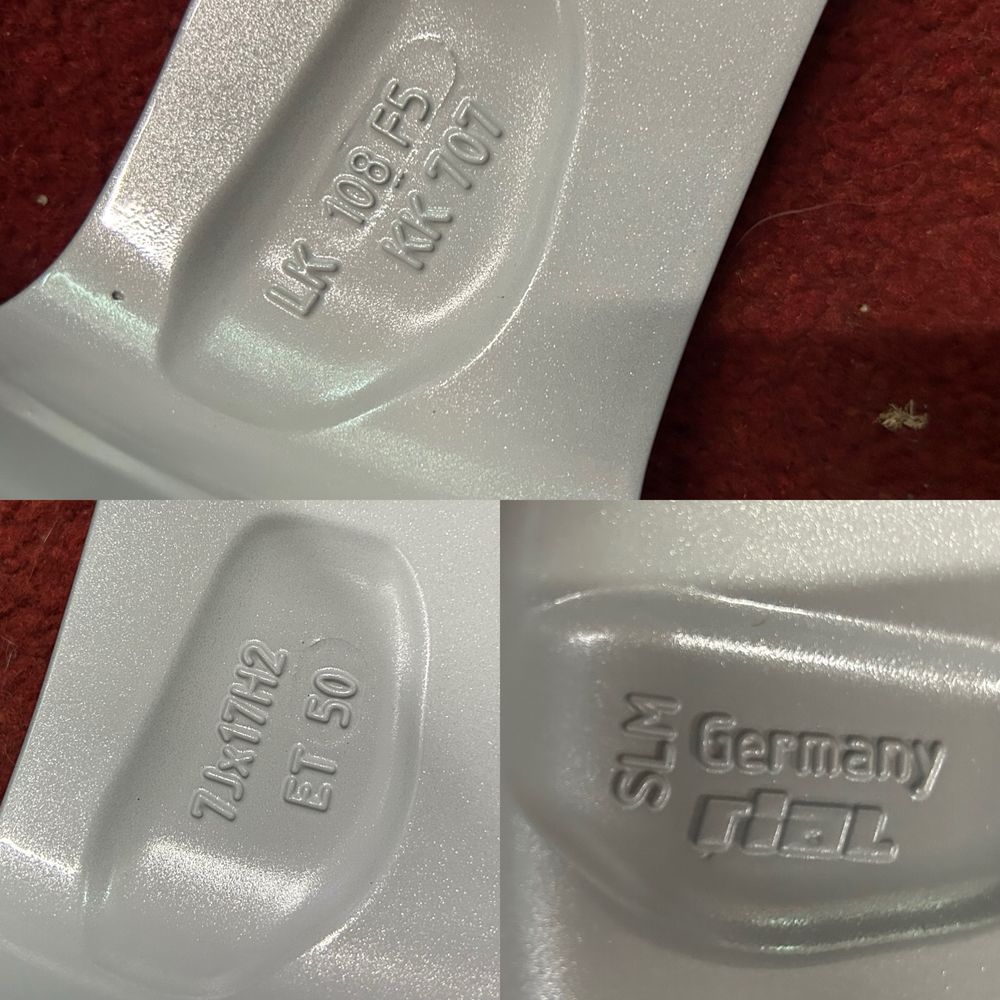 LK 108 F5
KK 707
7Jx17H2
ET 50
SLM
Germany
rial